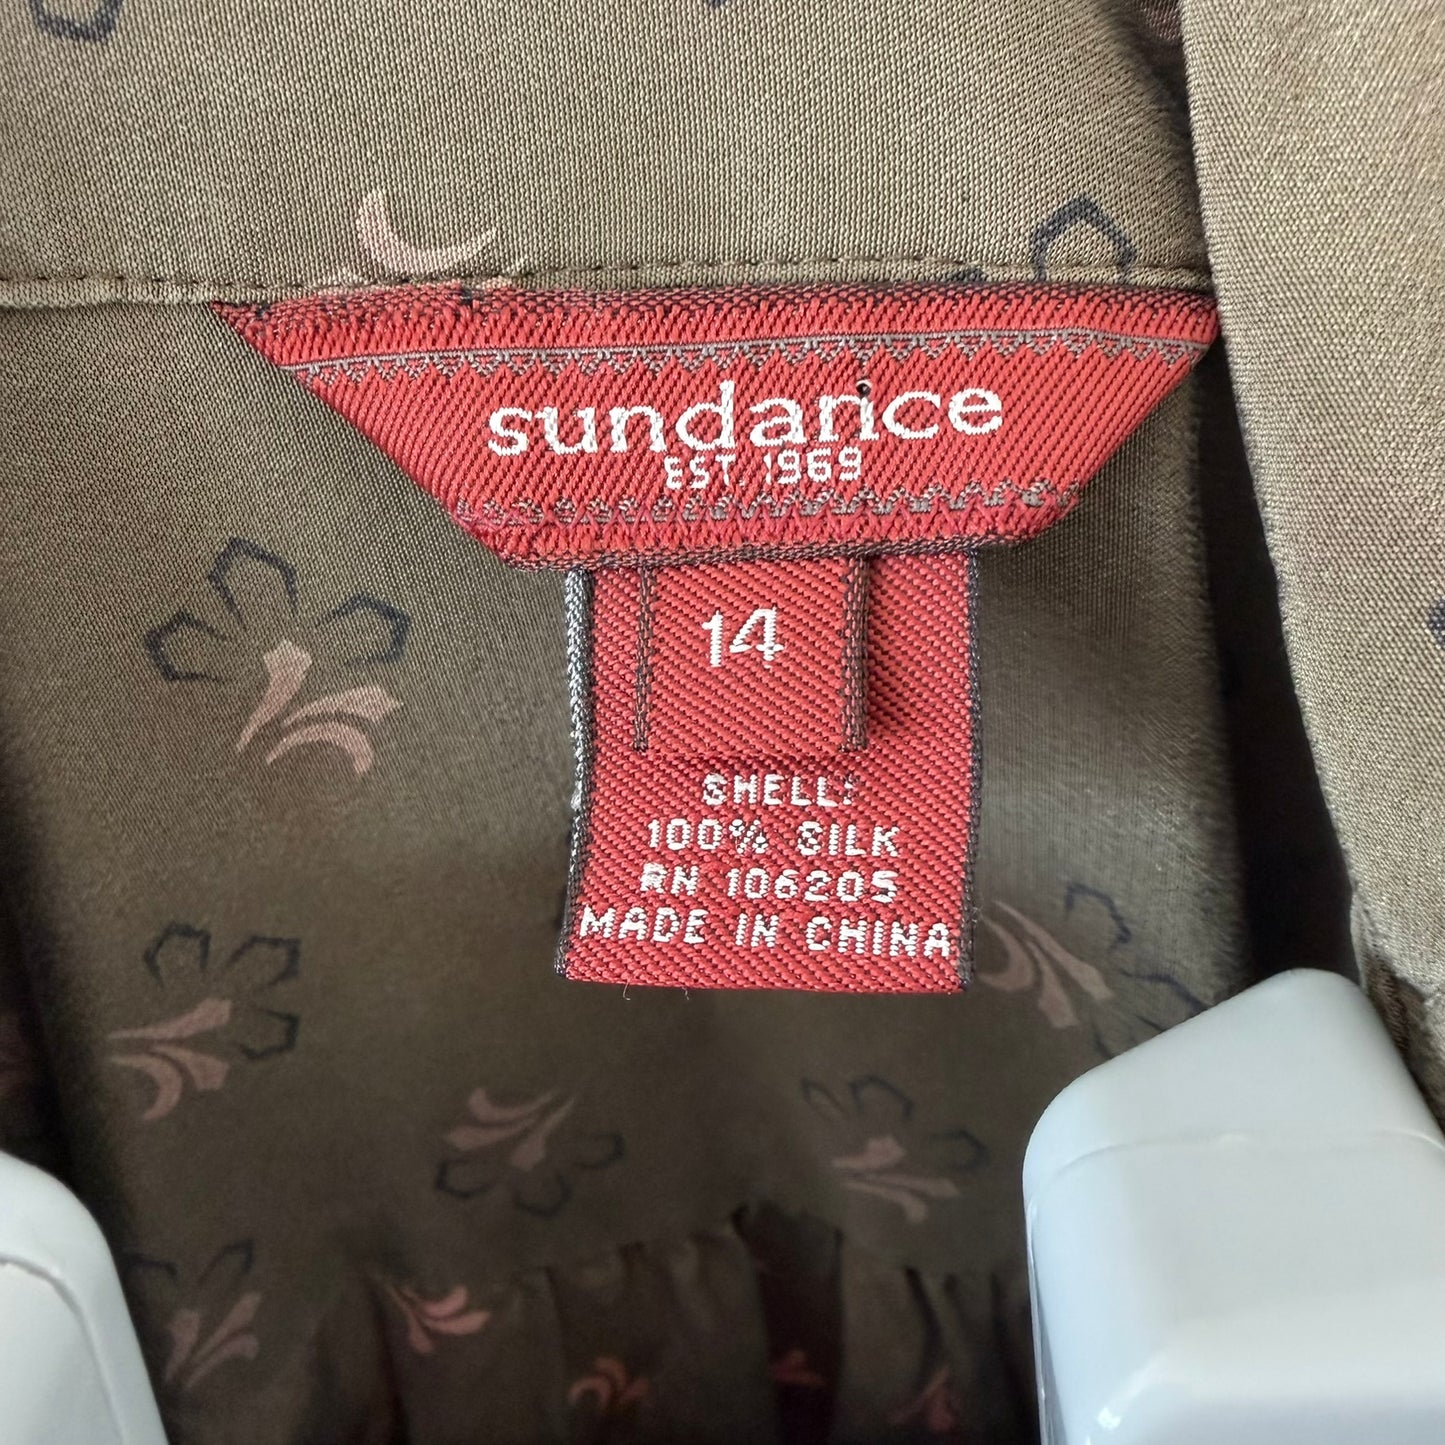 sundance
EST. 1969
14
SHELL:
100% SILK
RN 106205
MADE IN CHINA